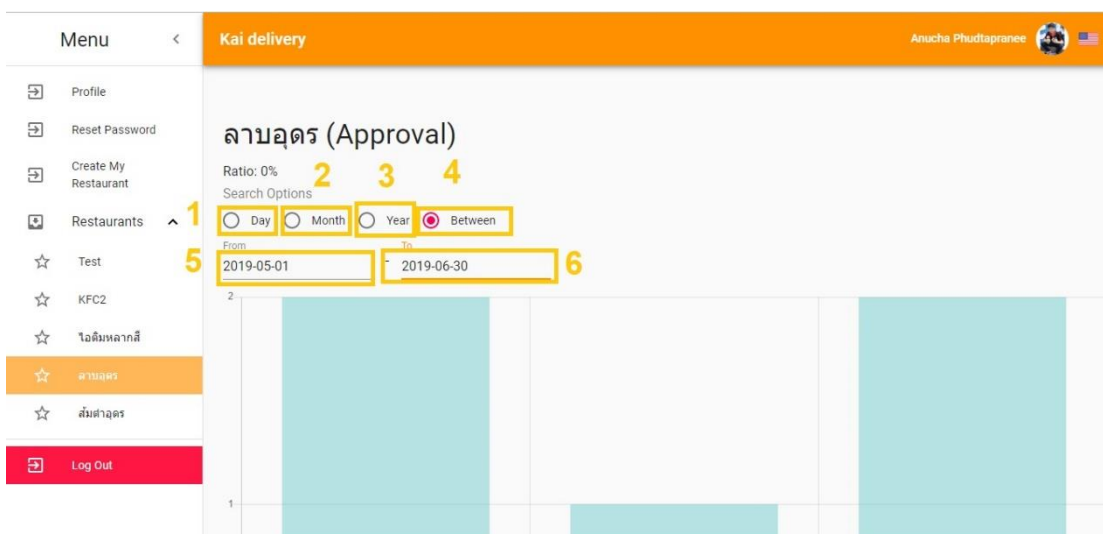 Menu
<
Kai delivery
Anucha Phudtapranee
Profile
Reset Password
Create My
Restaurant
Restaurants
Test
KFC2
ไอติมหลากสี
ลาบอุดร
ส้มตำอุดร
Log Out
ลาบอุดร (Approval)
Ratio: 0%
Search Options
1
2
3
4
Day
Month
Year
Between
5
From
To
6
2019-05-01
-
2019-06-30
2
1